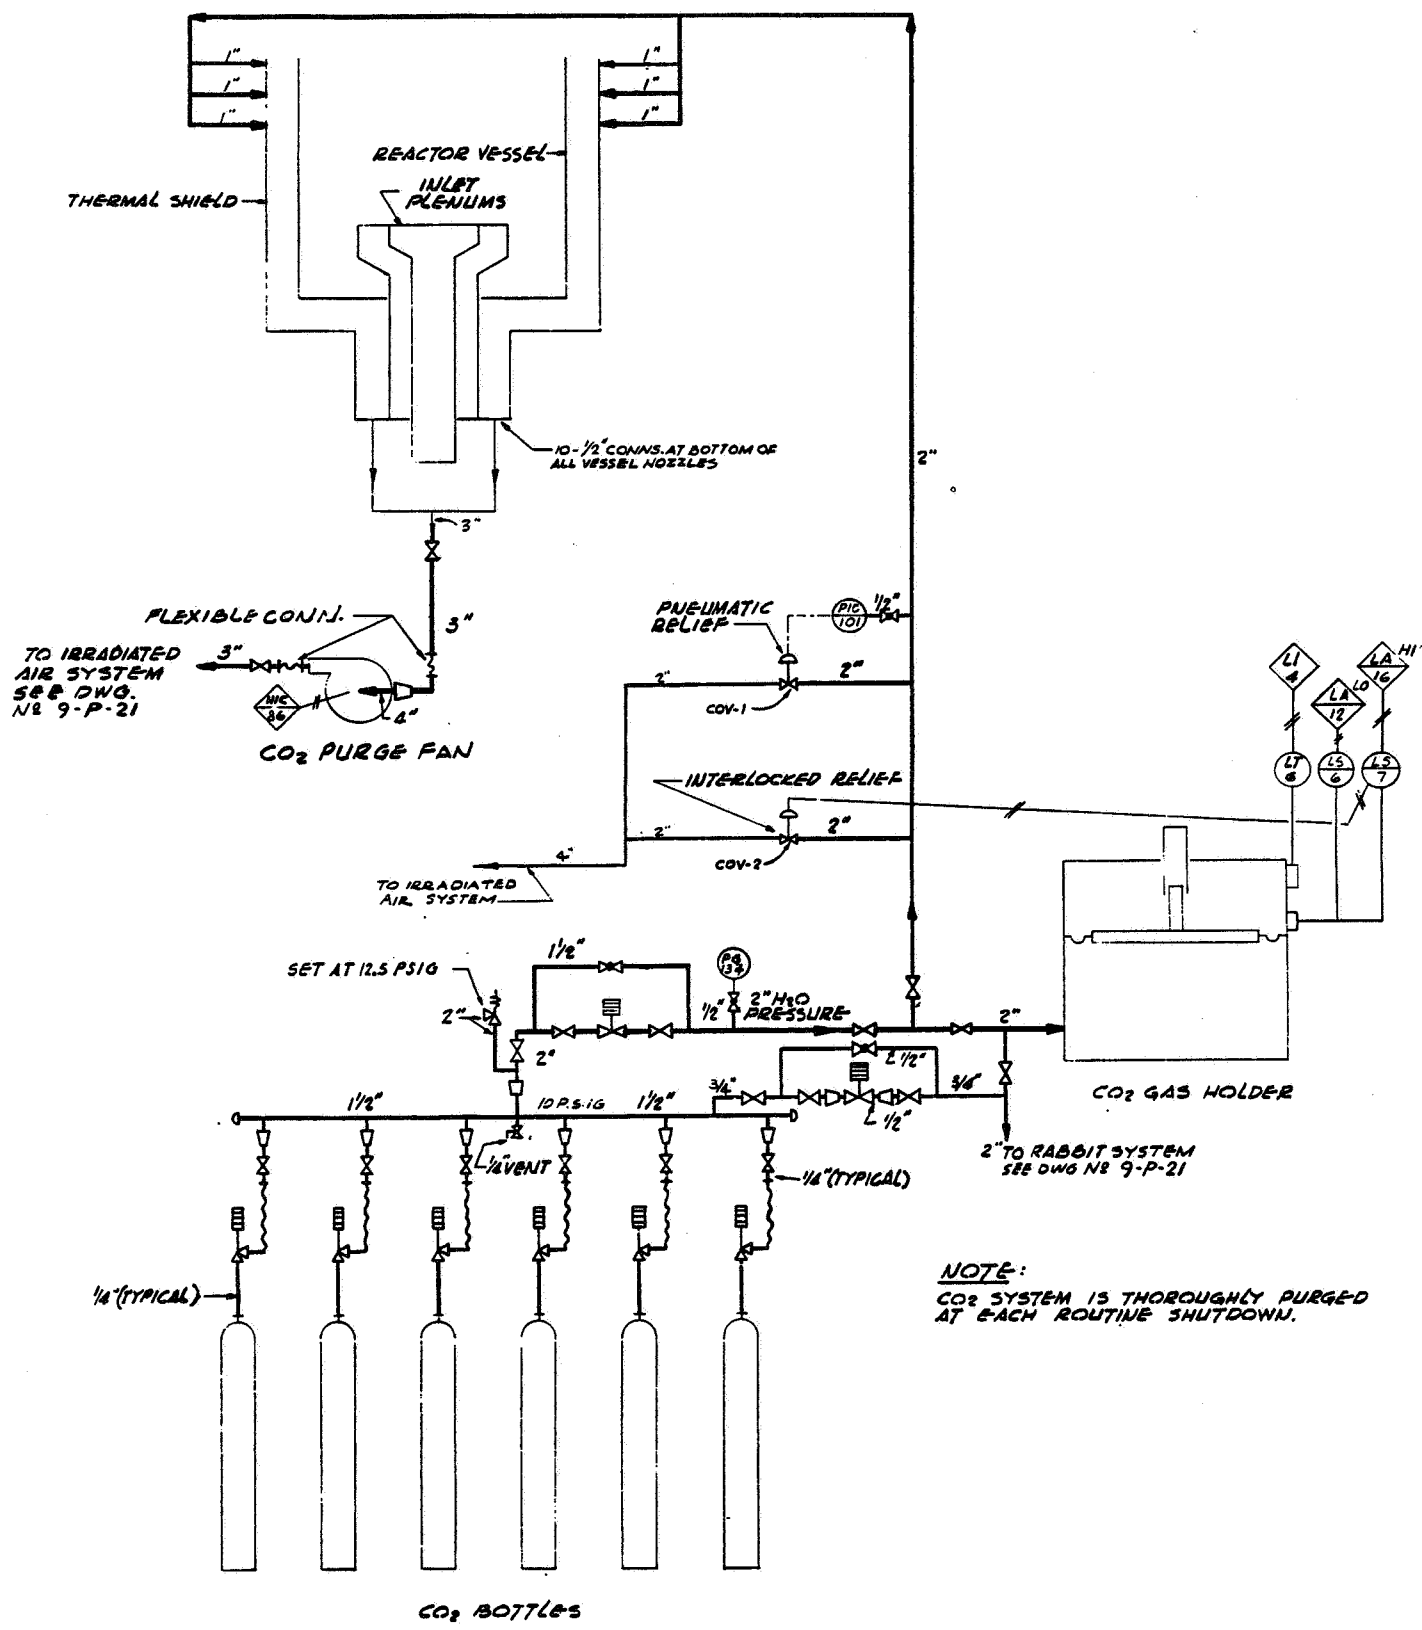 1"
1"
1"
1"
1"
1"
REACTOR VESSEL
INLET
PLENUMS
THERMAL SHIELD
10-1/2" CONNS. AT BOTTOM OF
ALL VESSEL NOZZLES
2"
3"
FLEXIBLE CONN.
3"
TO IRRADIATED
AIR SYSTEM
SEE DWG.
Nº 9-P-21
3"
4"
86
CO2 PURGE FAN
PNEUMATIC
RELIEF
PIC
101
1/2"
2"
2"
COV-1
INTERLOCKED RELIEF
2"
2"
COV-2
4"
TO IRRADIATED
AIR SYSTEM
LI
4
LA
12
LO
LA
16
HI
LT
LS
6
LS
7
SET AT 12.5 PSIG
1 1/2"
PG
134
2"
2"
1/2"
2" H2O
PRESSURE
2"
1/2"
3/4"
3/4"
1/2"
CO2 GAS HOLDER
1 1/2"
10 P.S.IG
1 1/2"
1/4" VENT
1/4" (TYPICAL)
2" TO RABBIT SYSTEM
SEE DWG Nº 9-P-21
1/4" (TYPICAL)
NOTE:
CO2 SYSTEM IS THOROUGHLY PURGED
AT EACH ROUTINE SHUTDOWN.
CO2 BOTTLES